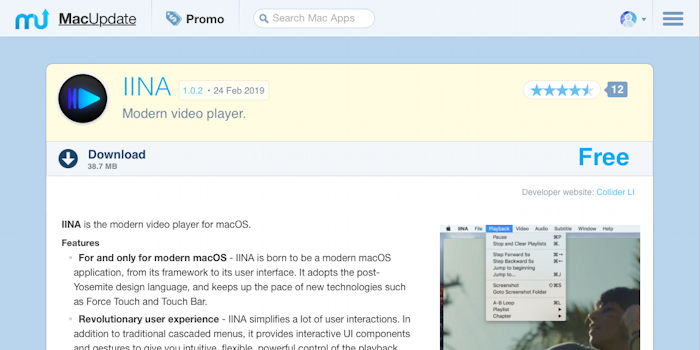 MacUpdate
Promo
Search Mac Apps
IINA 1.0.2 • 24 Feb 2019
12
Modern video player.
Download
38.7 MB
Free
Developer website: Collider LI
IINA is the modern video player for macOS.
Features
For and only for modern macOS - IINA is born to be a modern macOS
application, from its framework to its user interface. It adopts the post-
Yosemite design language, and keeps up the pace of new technologies such
as Force Touch and Touch Bar.
Revolutionary user experience - IINA simplifies a lot of user interactions. In
addition to traditional cascaded menus, it provides interactive UI components
and gestures to give you intuitive, flexible, powerful control of the playback
IINA File Playback Video Audio Subtitle Window Help
Pause ⌘P
Stop and Clear Playlists ⌘.
Step Forward 5s ⌘→
Step Backward 5s ⌘←
Jump to beginning
Jump to... ⌘J
Screenshot ⌘S
Goto Screenshot Folder
A-B Loop ⌘L
Playlist
Chapter